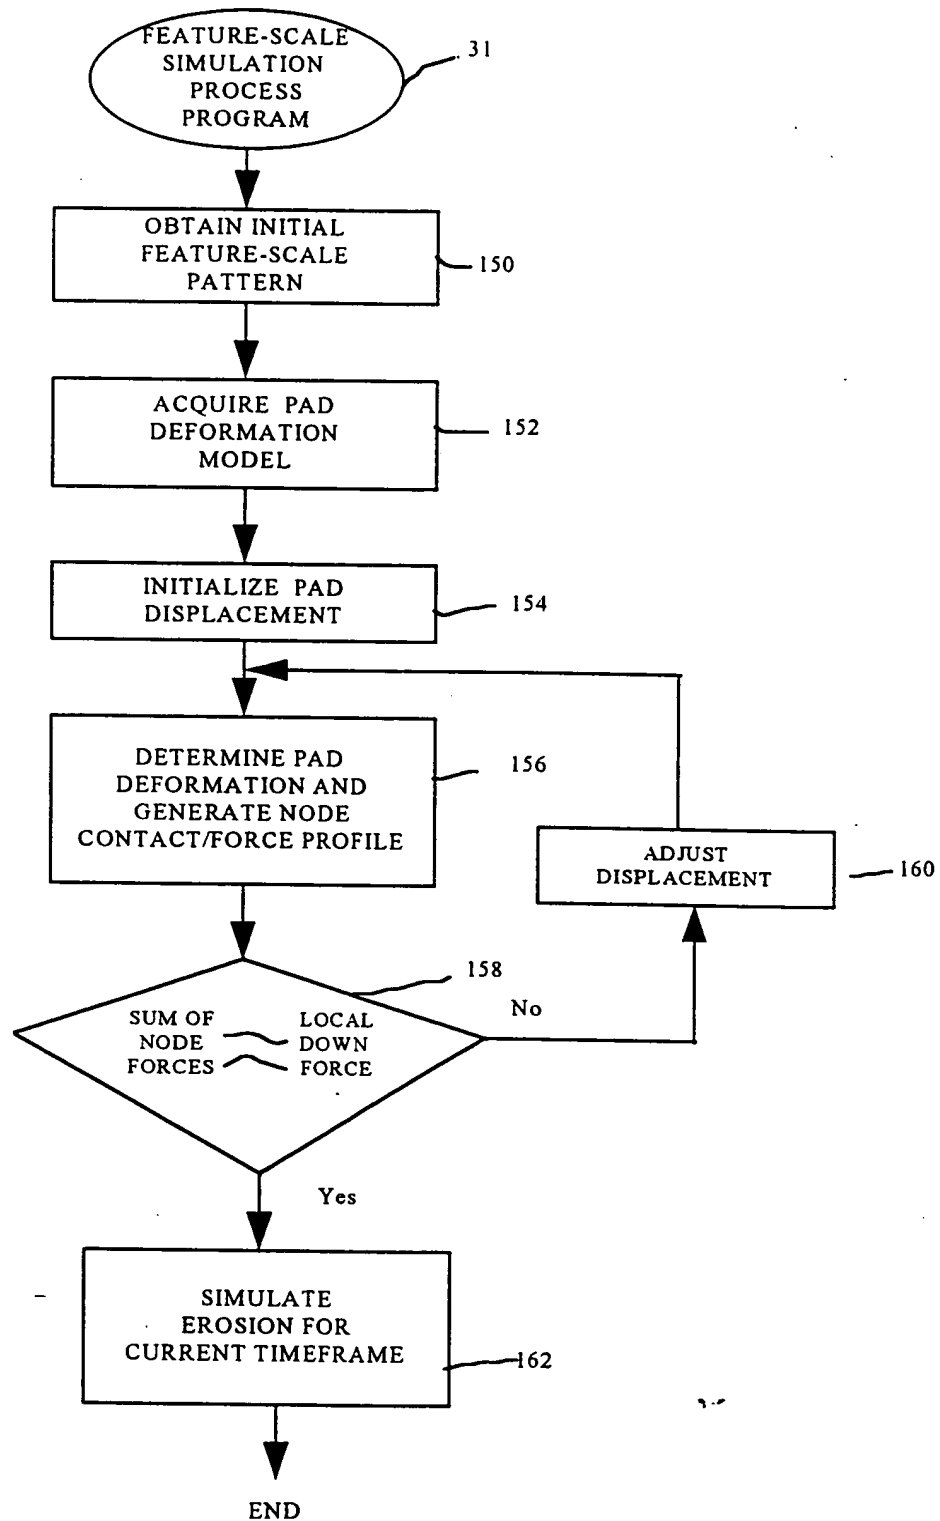 FEATURE-SCALE
SIMULATION
PROCESS
PROGRAM
31
OBTAIN INITIAL
FEATURE-SCALE
PATTERN
150
ACQUIRE PAD
DEFORMATION
MODEL
152
INITIALIZE PAD
DISPLACEMENT
154
DETERMINE PAD
DEFORMATION AND
GENERATE NODE
CONTACT/FORCE PROFILE
156
ADJUST
DISPLACEMENT
160
158
SUM OF
NODE
FORCES
LOCAL
DOWN
FORCE
No
Yes
SIMULATE
EROSION FOR
CURRENT TIMEFRAME
162
END